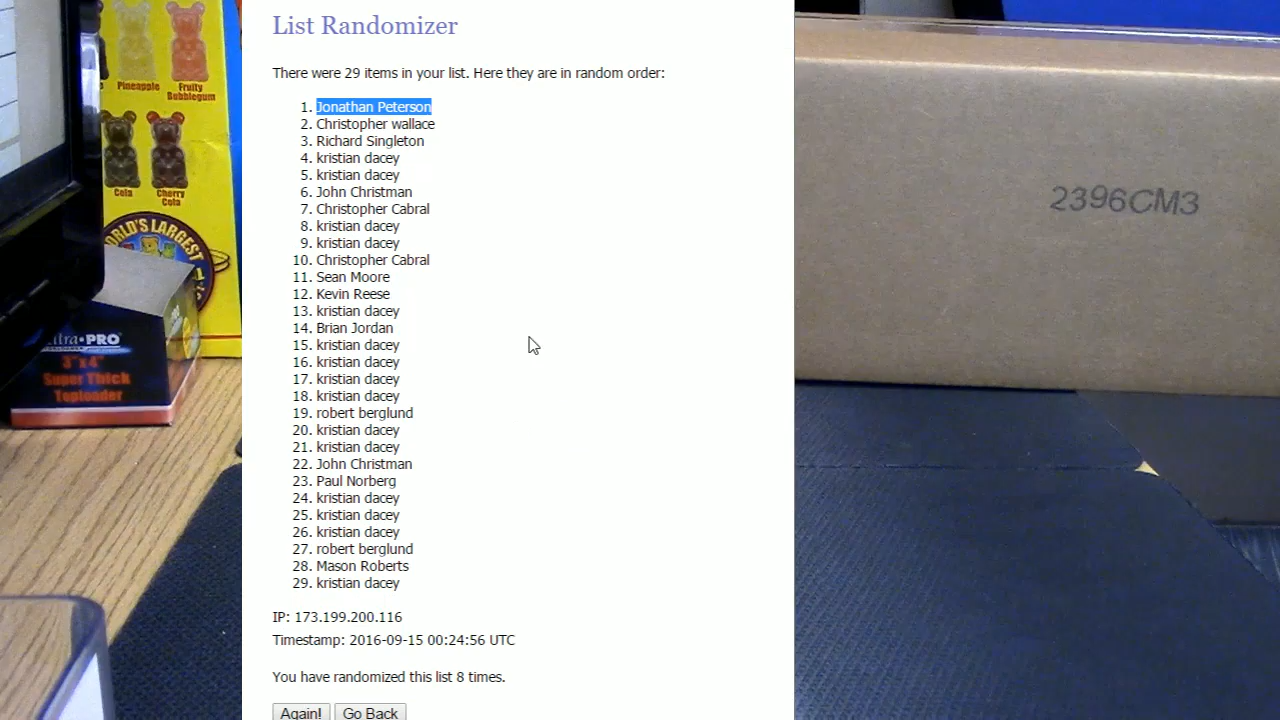 List Randomizer
There were 29 items in your list. Here they are in random order:
1. Jonathan Peterson
2. Christopher wallace
3. Richard Singleton
4. kristian dacey
5. kristian dacey
6. John Christman
7. Christopher Cabral
8. kristian dacey
9. kristian dacey
10. Christopher Cabral
11. Sean Moore
12. Kevin Reese
13. kristian dacey
14. Brian Jordan
15. kristian dacey
16. kristian dacey
17. kristian dacey
18. kristian dacey
19. robert berglund
20. kristian dacey
21. kristian dacey
22. John Christman
23. Paul Norberg
24. kristian dacey
25. kristian dacey
26. kristian dacey
27. robert berglund
28. Mason Roberts
29. kristian dacey
IP: 173.199.200.116
Timestamp: 2016-09-15 00:24:56 UTC
You have randomized this list 8 times.
Again! Go Back
Pineapple
Fruity
Bubblegum
Cola
Cherry
Cola
WORLD'S LARGEST
Ultra•PRO
3"x4"
Super Thick
Toploader
2396CM3